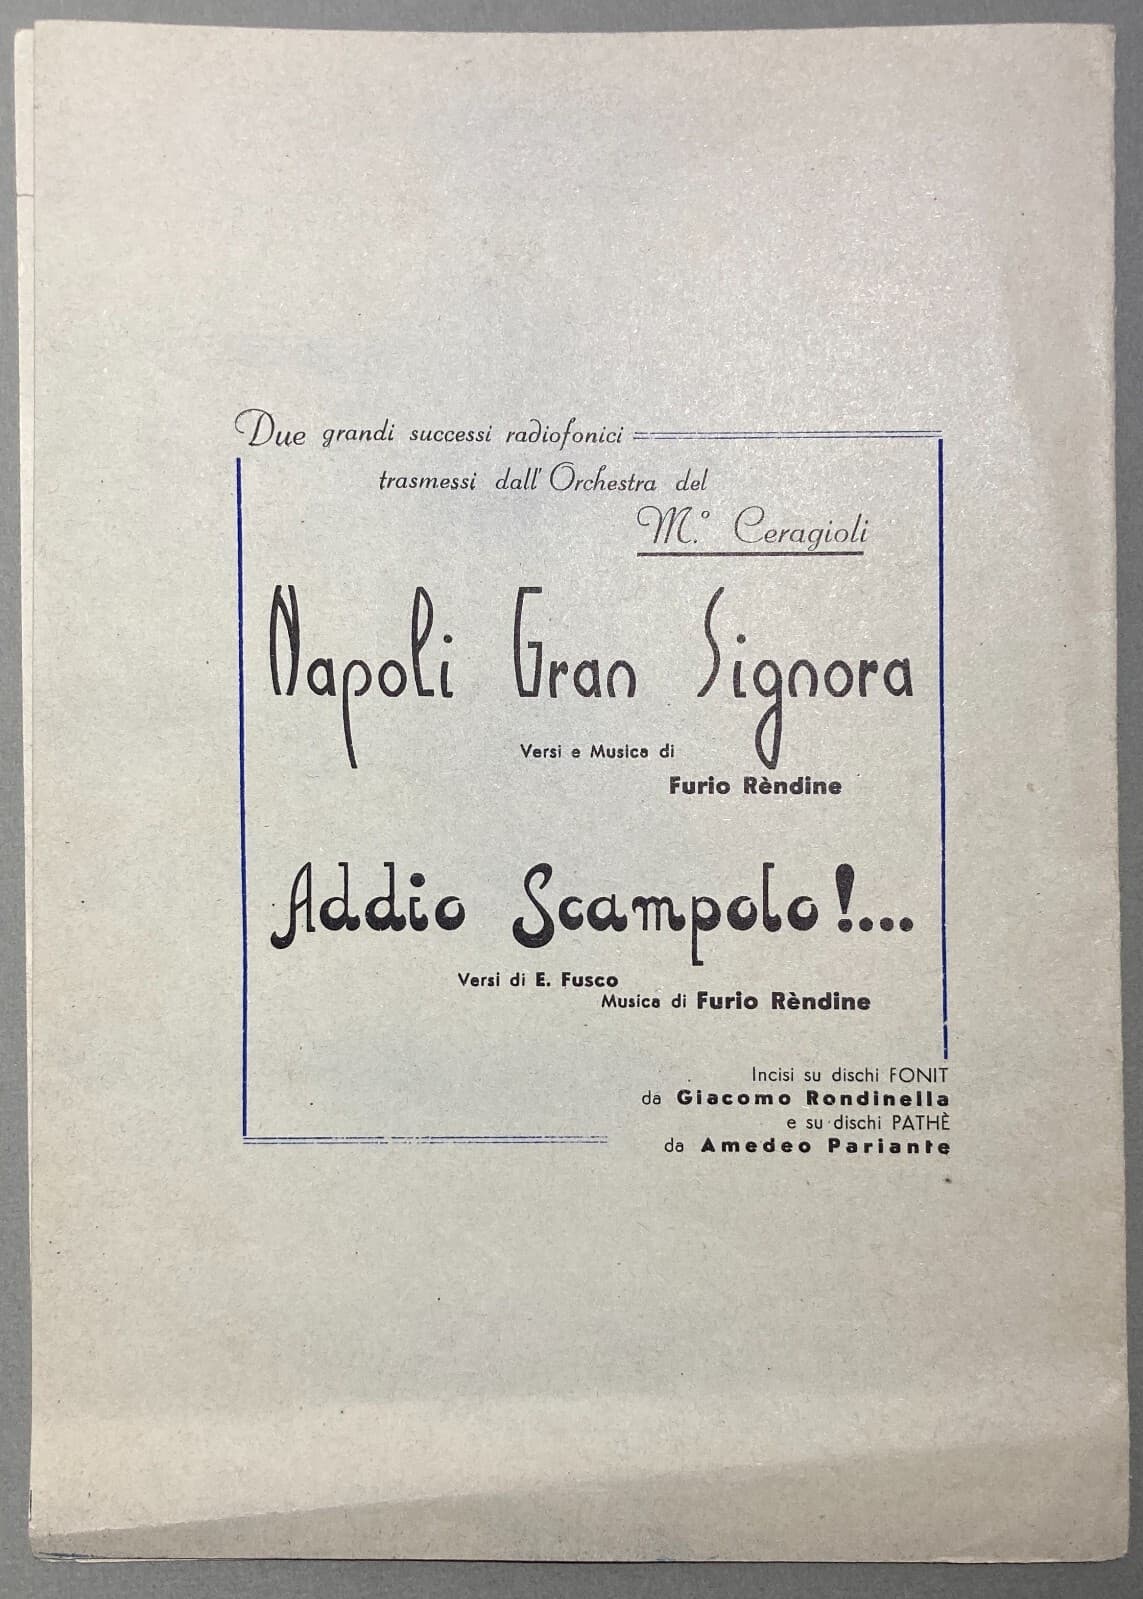 Due grandi successi radiofonici
trasmessi dall' Orchestra del
M.° Ceragioli
Napoli Gran Signora
Versi e Musica di
Furio Rèndine
Addio Scampolo!...
Versi di E. Fusco
Musica di Furio Rèndine
Incisi su dischi FONIT
da Giacomo Rondinella
e su dischi PATHÈ
da Amedeo Pariante